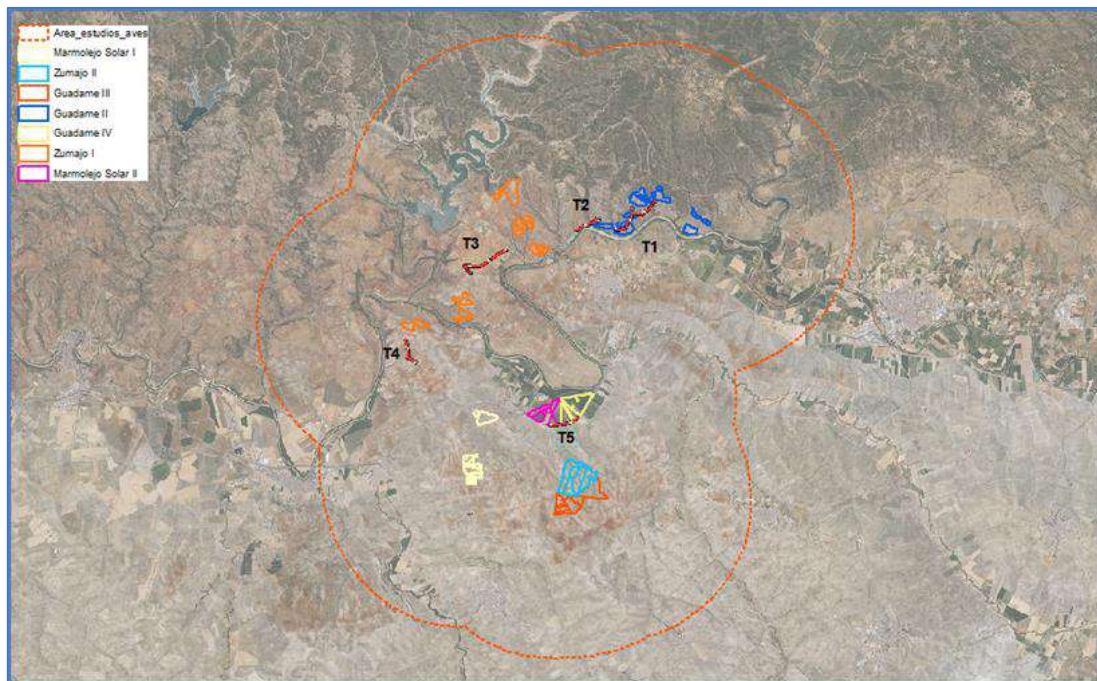 Area_estudios_aves
Marmolejo Solar I
Zumajo II
Guadame III
Guadame II
Guadame IV
Zumajo I
Marmolejo Solar II
T2
T1
T3
T4
T5